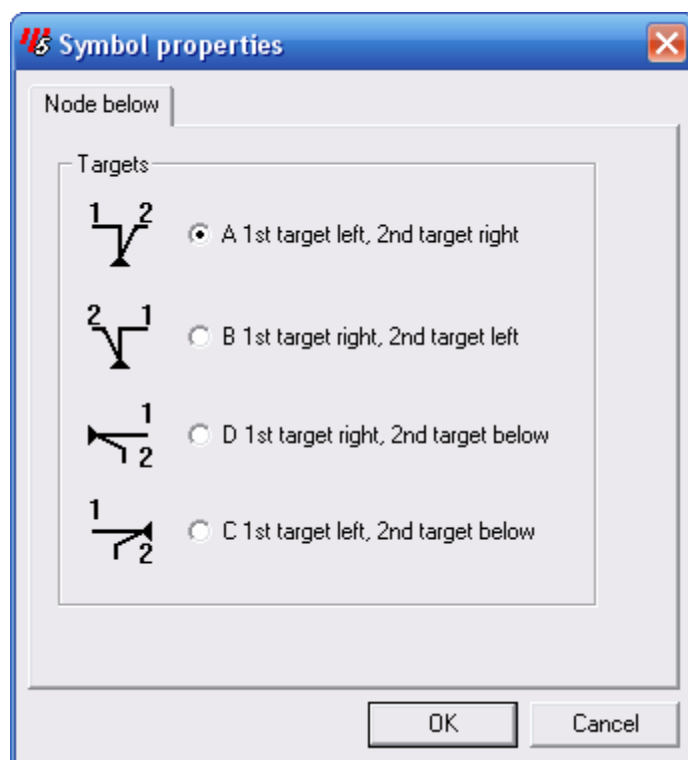 Symbol properties
Node below
Targets
1 2
A 1st target left, 2nd target right
2 1
B 1st target right, 2nd target left
1
2
D 1st target right, 2nd target below
1
2
C 1st target left, 2nd target below
OK Cancel